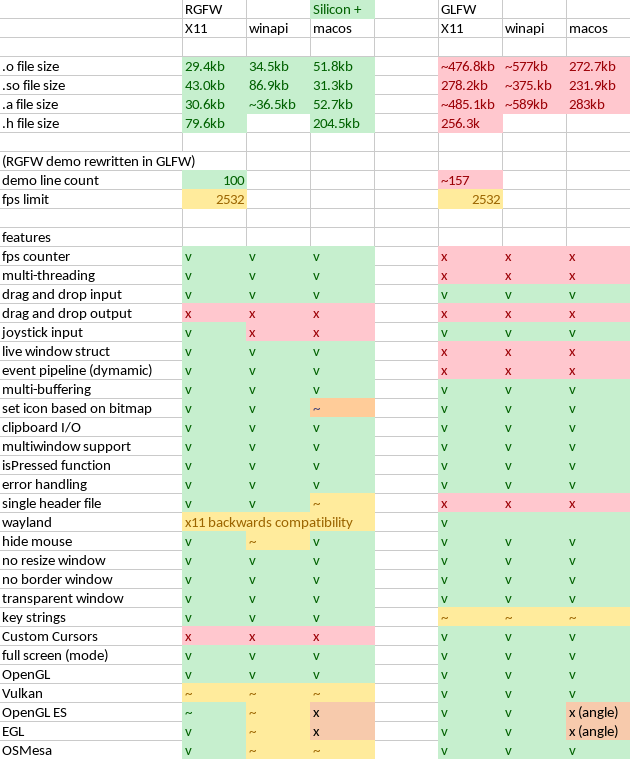 RGFW Silicon + GLFW
X11 winapi macos X11 winapi macos
.o file size 29.4kb 34.5kb 51.8kb ~476.8kb ~577kb 272.7kb
.so file size 43.0kb 86.9kb 31.3kb 278.2kb ~375.kb 231.9kb
.a file size 30.6kb ~36.5kb 52.7kb ~485.1kb ~589kb 283kb
.h file size 79.6kb 204.5kb 256.3k
(RGFW demo rewritten in GLFW)
demo line count 100 ~157
fps limit 2532 2532
features
fps counter v v v x x x
multi-threading v v v x x x
drag and drop input v v v v v v
drag and drop output x x x x x x
joystick input v x x v v v
live window struct v v v x x x
event pipeline (dymamic) v v v x x x
multi-buffering v v v v v v
set icon based on bitmap v v ~ v v v
clipboard I/O v v v v v v
multiwindow support v v v v v v
isPressed function v v v v v v
error handling v v v v v v
single header file v v ~ x x x
wayland x11 backwards compatibility v
hide mouse v ~ v v v v
no resize window v v v v v v
no border window v v v v v v
transparent window v v v v v v
key strings v v v ~ ~ ~
Custom Cursors x x x v v v
full screen (mode) v v v v v v
OpenGL v v v v v v
Vulkan ~ ~ ~ v v v
OpenGL ES ~ ~ x v v x (angle)
EGL v ~ x v v x (angle)
OSMesa v ~ ~ v v v